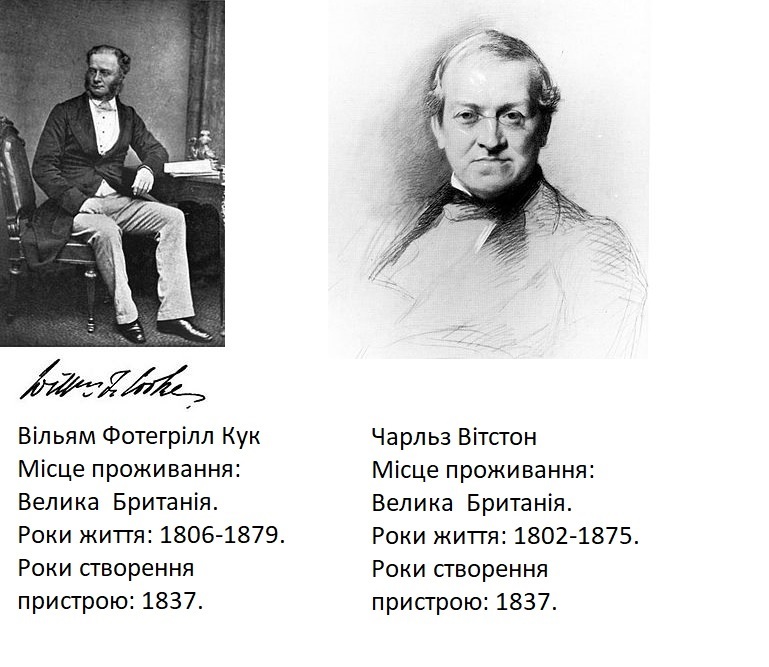 Willm F. Cooke
Вільям Фотегрілл Кук
Місце проживання:
Велика  Британія.
Роки життя: 1806-1879.
Роки створення
пристрою: 1837.
Чарльз Вітстон
Місце проживання:
Велика  Британія.
Роки життя: 1802-1875.
Роки створення
пристрою: 1837.